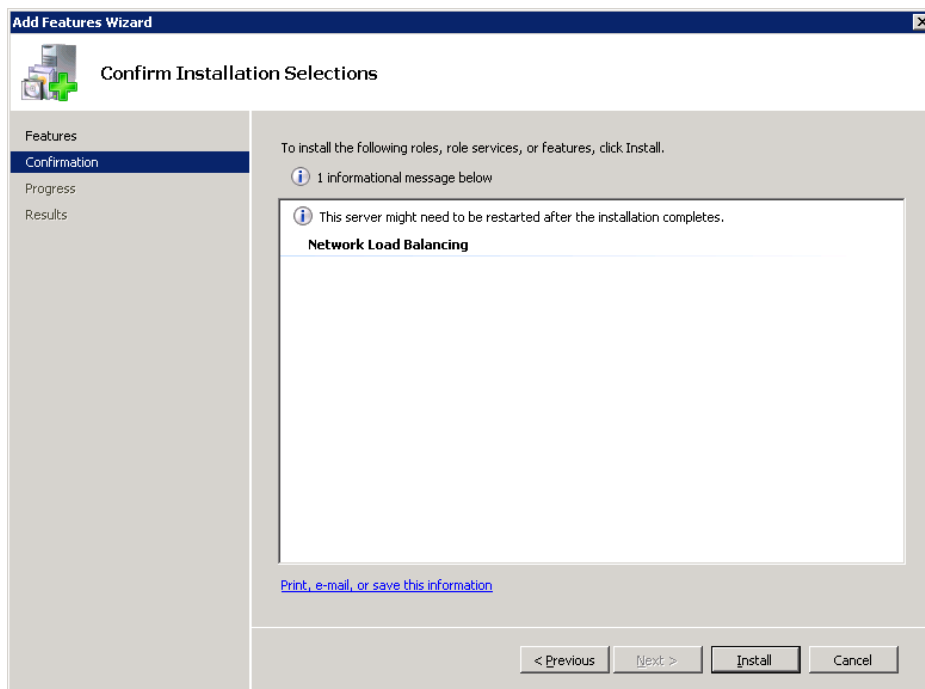 Add Features Wizard
Confirm Installation Selections
Features
Confirmation
Progress
Results
To install the following roles, role services, or features, click Install.
1 informational message below
This server might need to be restarted after the installation completes.
Network Load Balancing
Print, e-mail, or save this information
< Previous
Next >
Install
Cancel